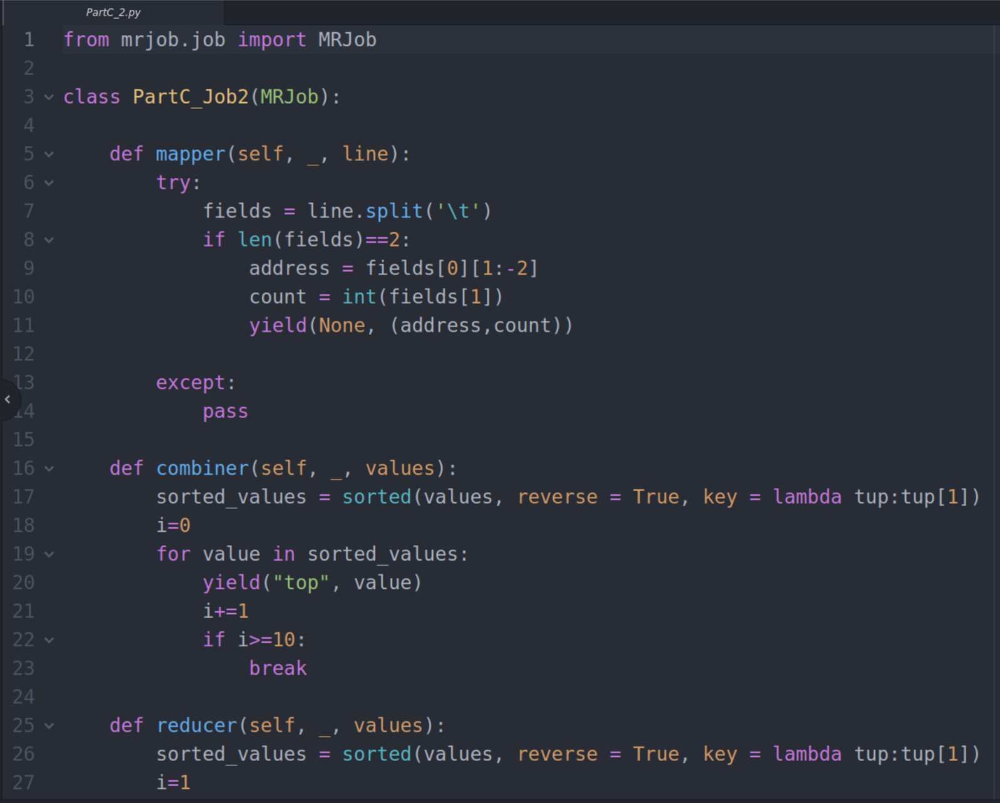 PartC_2.py
1 from mrjob.job import MRJob
2
3 class PartC_Job2(MRJob):
4
5     def mapper(self, _, line):
6         try:
7             fields = line.split('\t')
8             if len(fields)==2:
9                 address = fields[0][1:-2]
10                 count = int(fields[1])
11                 yield(None, (address,count))
12
13         except:
14             pass
15
16     def combiner(self, _, values):
17         sorted_values = sorted(values, reverse = True, key = lambda tup:tup[1])
18         i=0
19         for value in sorted_values:
20             yield("top", value)
21             i+=1
22             if i>=10:
23                 break
24
25     def reducer(self, _, values):
26         sorted_values = sorted(values, reverse = True, key = lambda tup:tup[1])
27         i=1